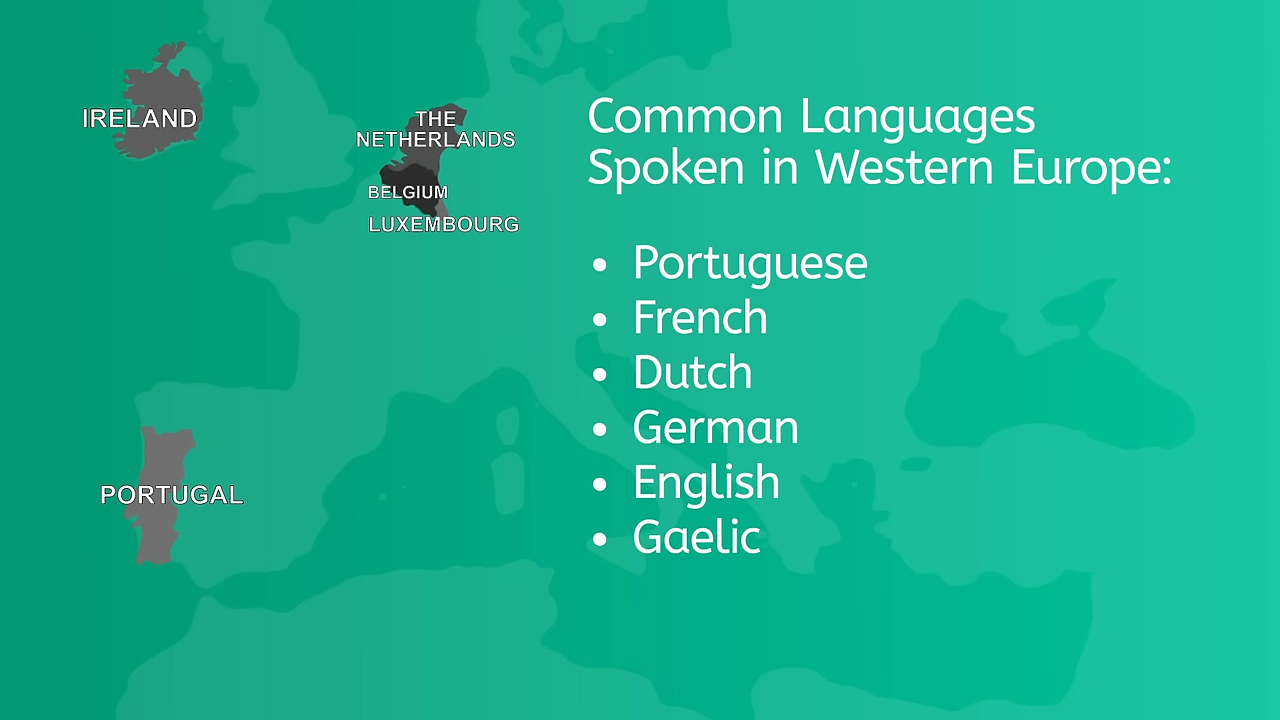 IRELAND
THE
NETHERLANDS
BELGIUM
LUXEMBOURG
PORTUGAL
Common Languages
Spoken in Western Europe:
• Portuguese
• French
• Dutch
• German
• English
• Gaelic